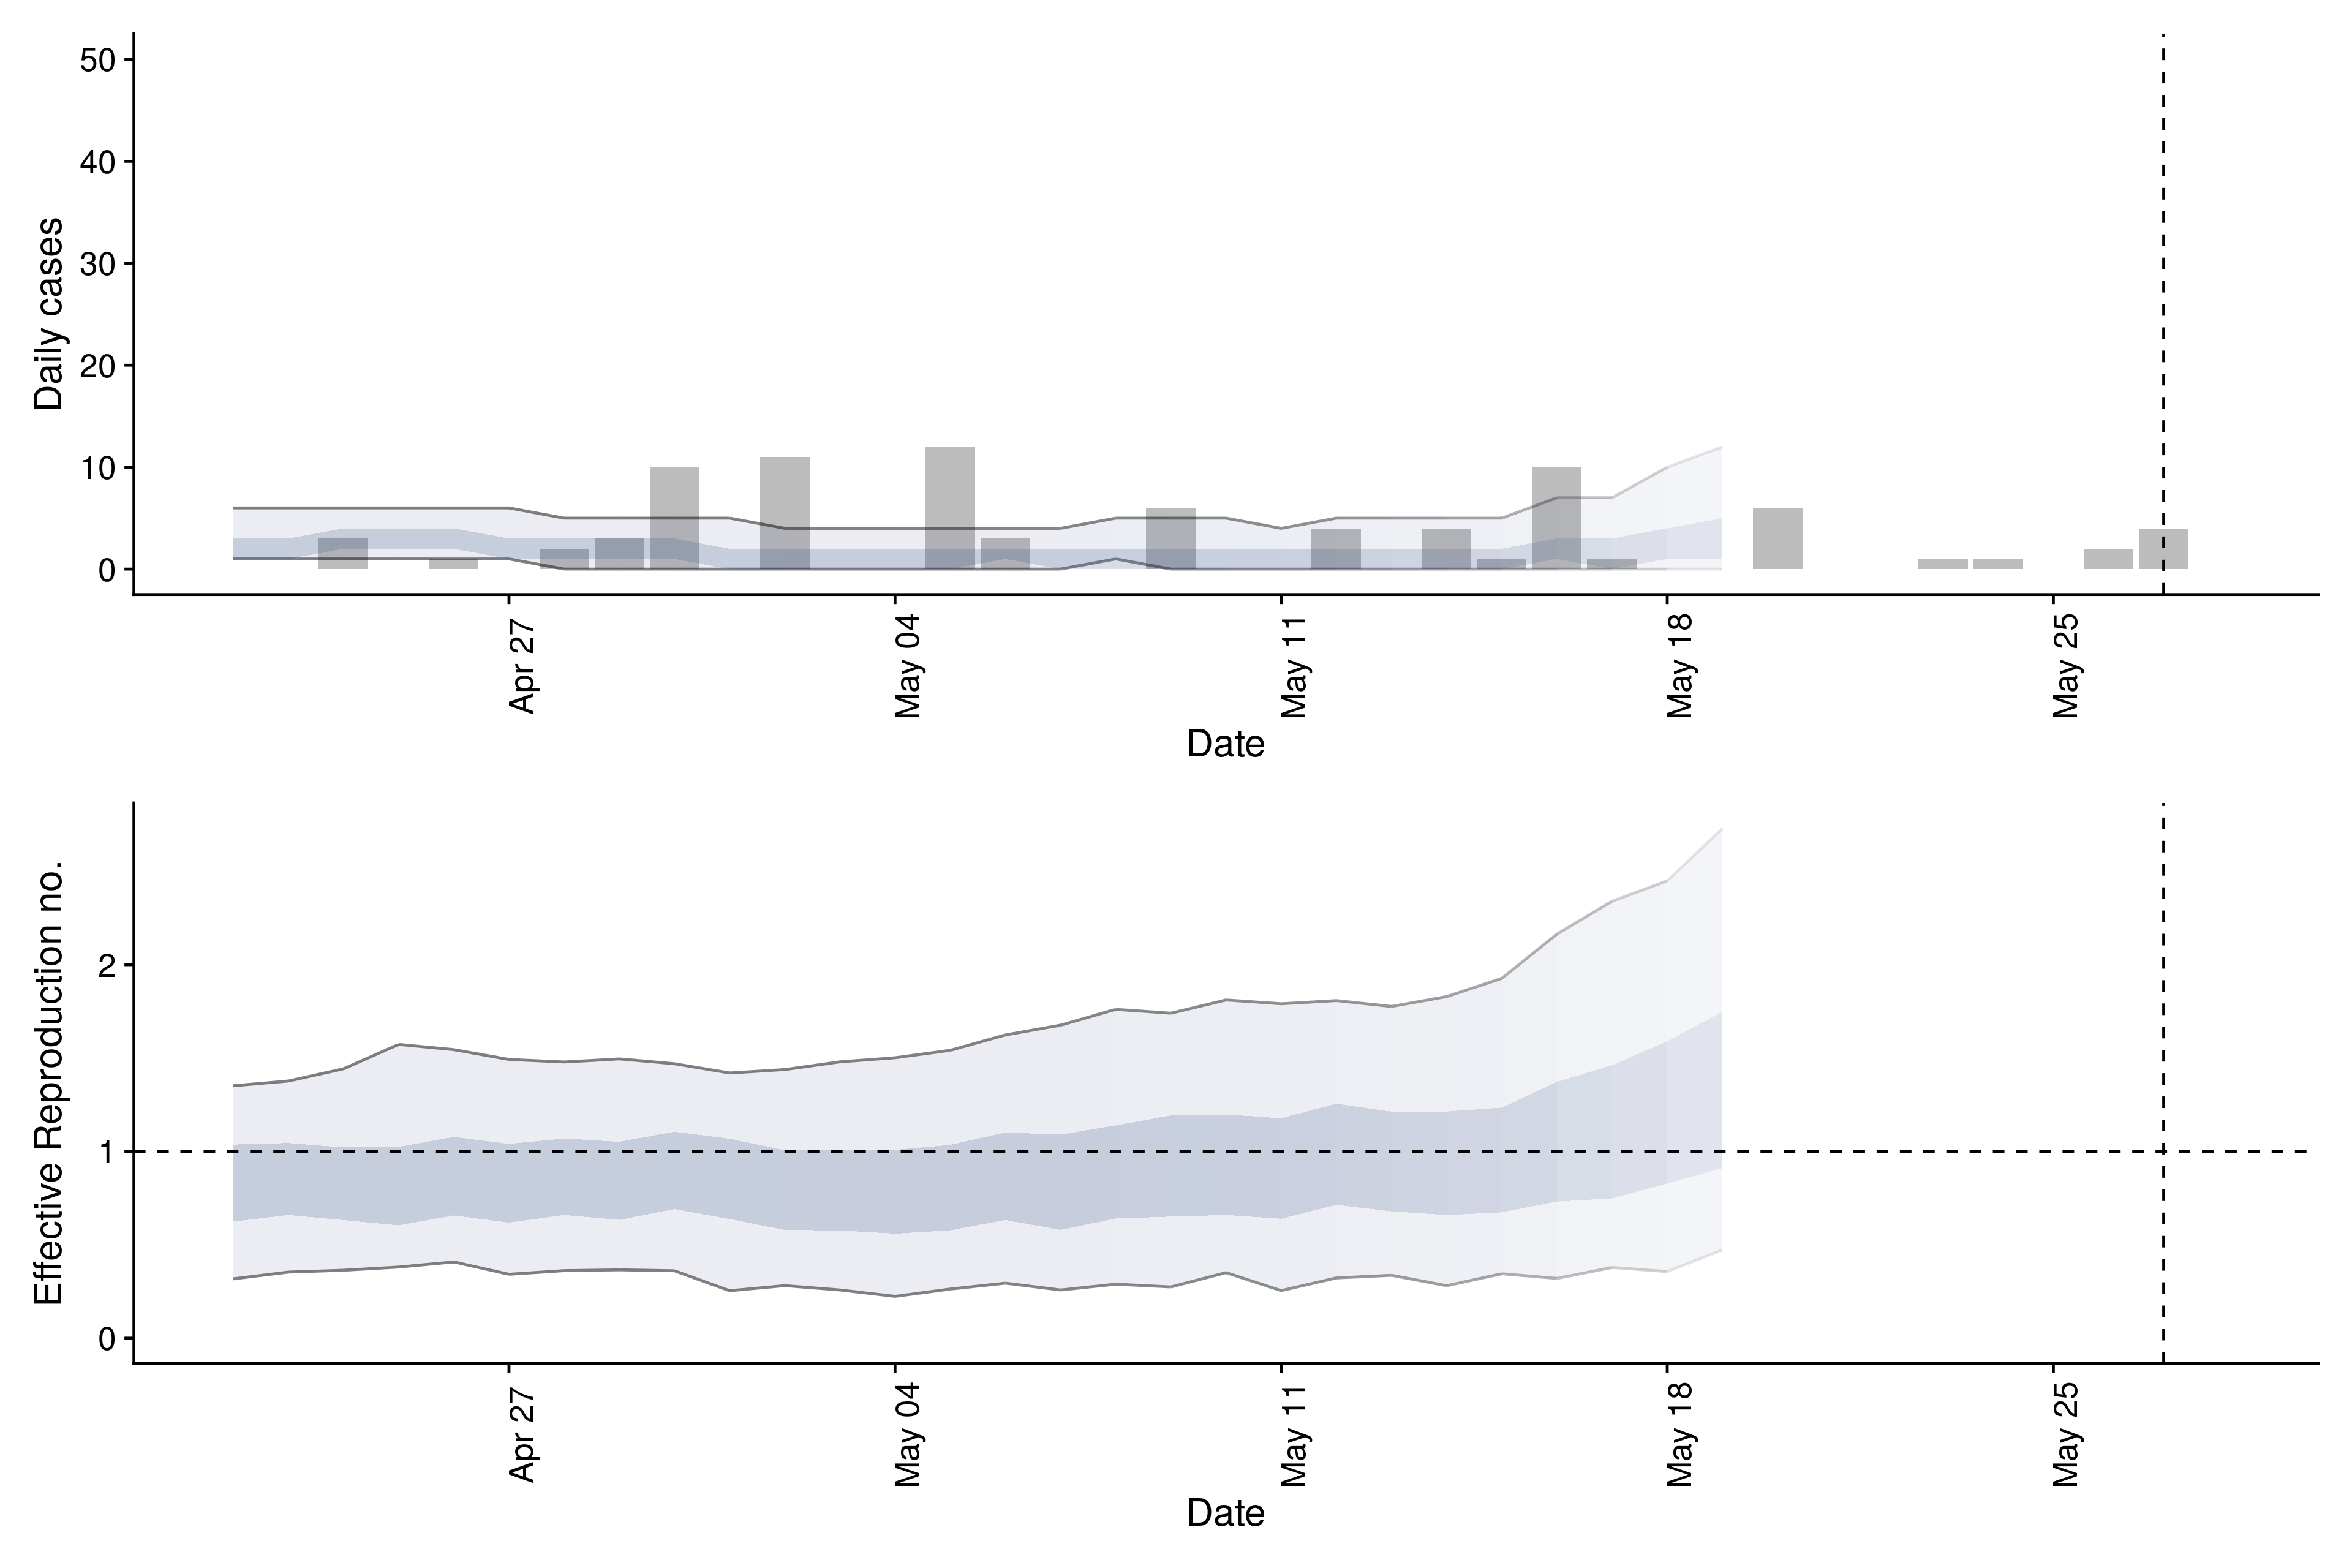 Daily cases
50
40
30
20
10
0
Apr 27
May 04
May 11
May 18
May 25
Date
Effective Reproduction no.
2
1
0
Apr 27
May 04
May 11
May 18
May 25
Date